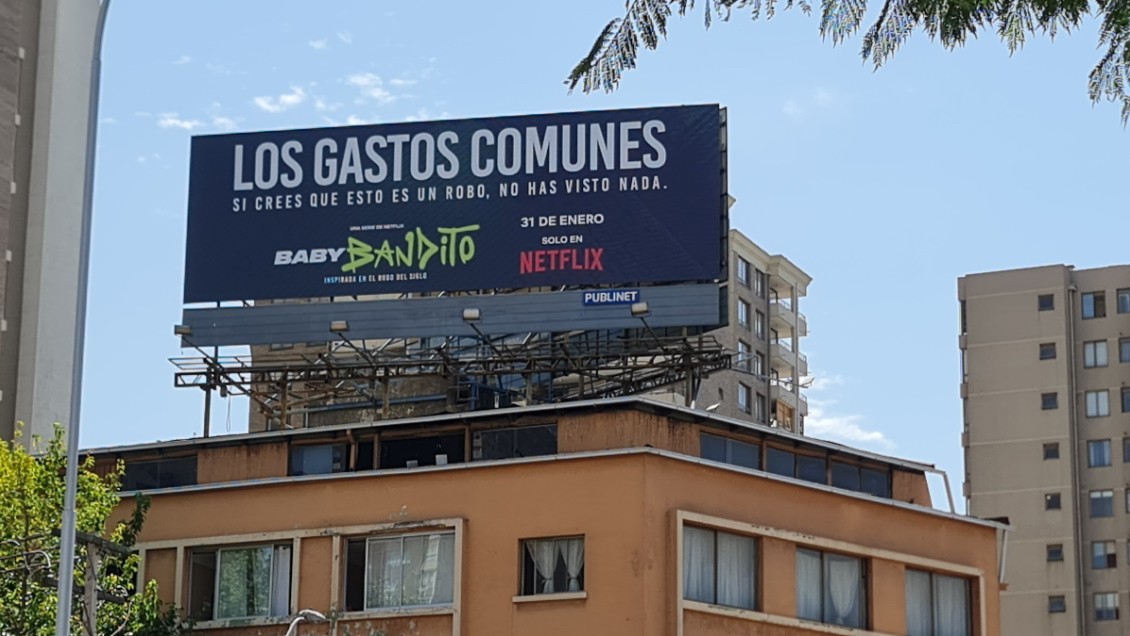 LOS GASTOS COMUNES
SI CREES QUE ESTO ES UN ROBO, NO HAS VISTO NADA.
UNA SERIE DE NETFLIX
BABY BANDITO
INSPIRADA EN EL ROBO DEL SIGLO
31 DE ENERO
SOLO EN
NETFLIX
PUBLINET